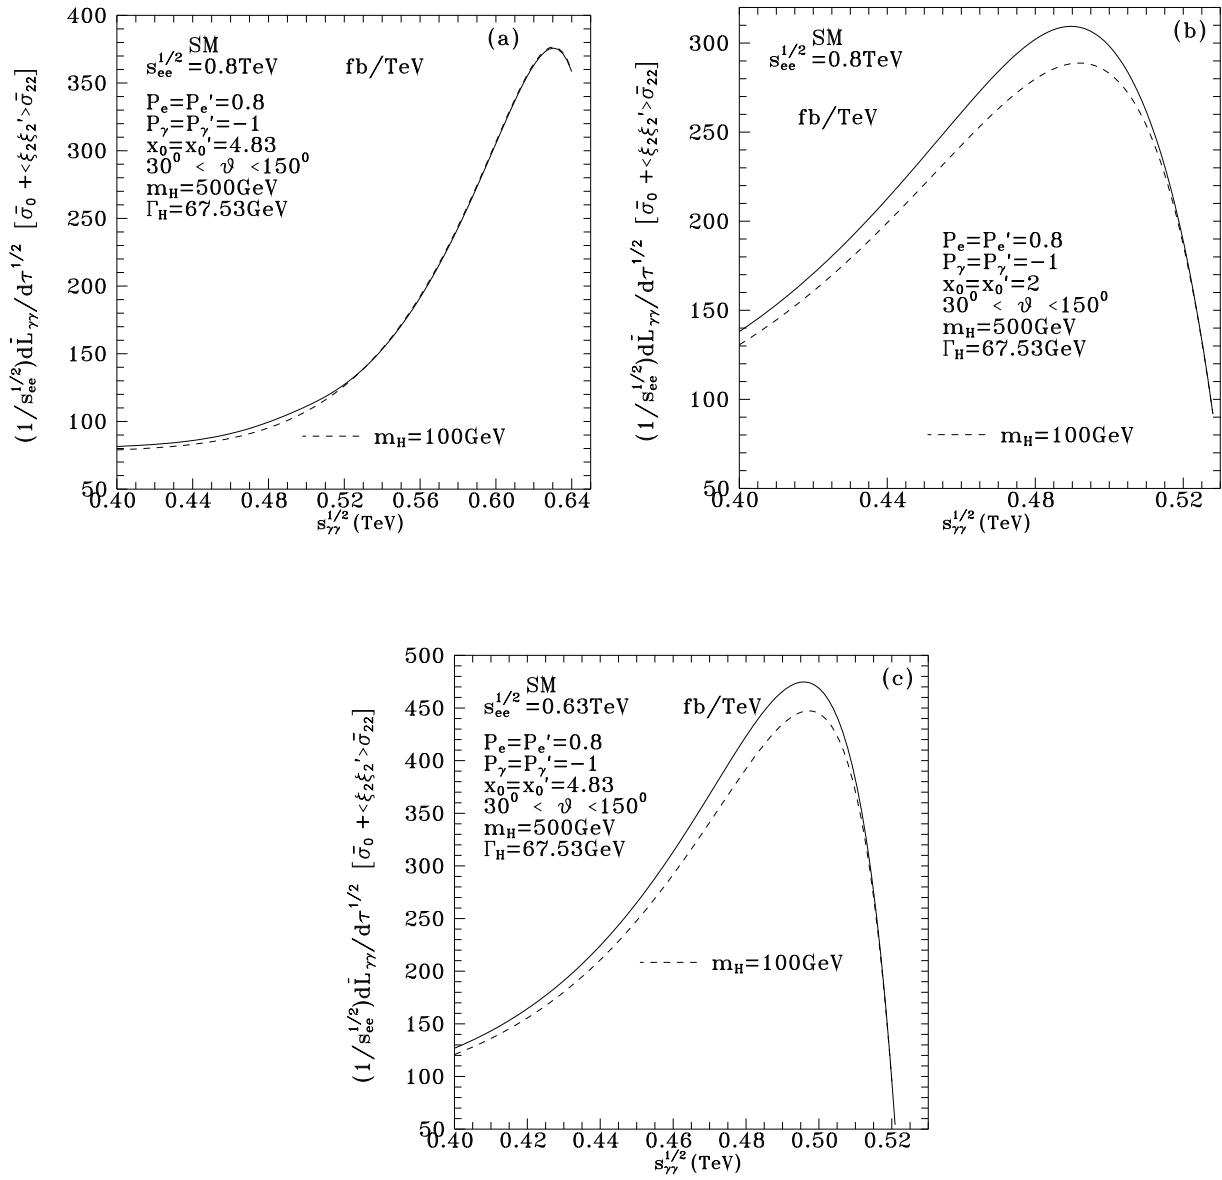 (a)
SM
s_ee^1/2=0.8TeV
fb/TeV
P_e=P_e'=0.8
P_γ=P_γ'=−1
x_0=x_0'=4.83
30^0 < ϑ <150^0
m_H=500GeV
Γ_H=67.53GeV
m_H=100GeV
400
350
300
250
200
150
100
50
0.40 0.44 0.48 0.52 0.56 0.60 0.64
s_γγ^1/2(TeV)
(1/s_ee^1/2)dL̄_γγ/dτ^1/2 [σ̄_0 +<ξ_2ξ_2'>σ̄_22]
(b)
SM
s_ee^1/2=0.8TeV
fb/TeV
P_e=P_e'=0.8
P_γ=P_γ'=−1
x_0=x_0'=2
30^0 < ϑ <150^0
m_H=500GeV
Γ_H=67.53GeV
m_H=100GeV
300
250
200
150
100
50
0.40 0.44 0.48 0.52
s_γγ^1/2(TeV)
(1/s_ee^1/2)dL̄_γγ/dτ^1/2 [σ̄_0 +<ξ_2ξ_2'>σ̄_22]
(c)
SM
s_ee^1/2=0.63TeV
fb/TeV
P_e=P_e'=0.8
P_γ=P_γ'=−1
x_0=x_0'=4.83
30^0 < ϑ <150^0
m_H=500GeV
Γ_H=67.53GeV
m_H=100GeV
500
450
400
350
300
250
200
150
100
50
0.40 0.42 0.44 0.46 0.48 0.50 0.52
s_γγ^1/2(TeV)
(1/s_ee^1/2)dL̄_γγ/dτ^1/2 [σ̄_0 +<ξ_2ξ_2'>σ̄_22]